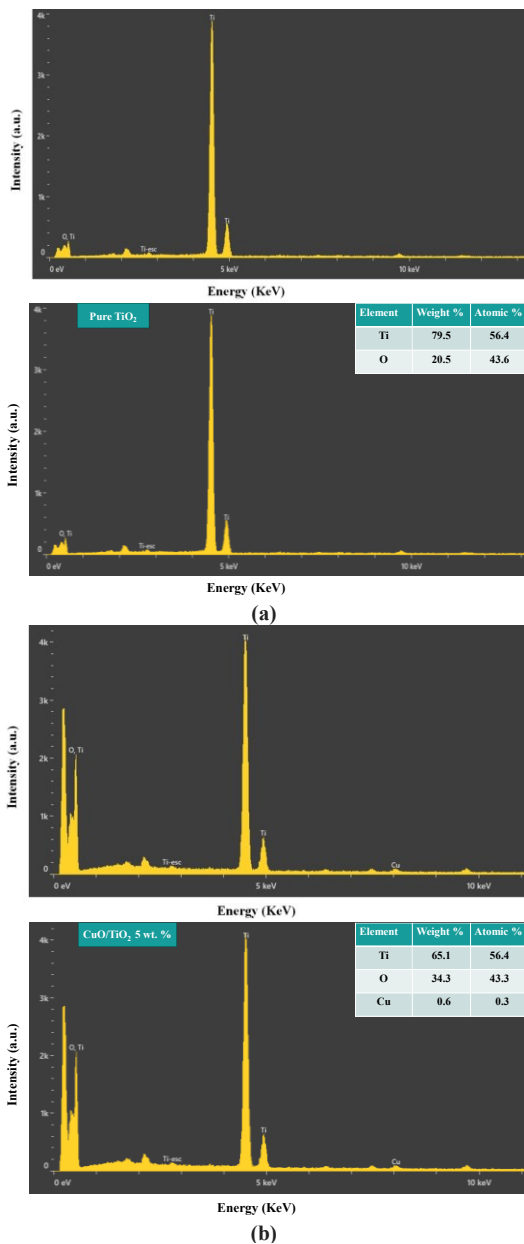 4k
Ti
3k
Intensity (a.u.)
2k
1k
Ti
O, Ti
Ti-esc
0
0 eV 5 keV 10 keV
Energy (KeV)
4k
Pure TiO₂
Ti
Element Weight % Atomic %
Ti 79.5 56.4
O 20.5 43.6
3k
Intensity (a.u.)
2k
1k
Ti
O, Ti
Ti-esc
0
0 eV 5 keV 10 keV
Energy (KeV)
(a)
4k
Ti
3k
Intensity (a.u.)
2k
O, Ti
1k
Ti
Ti-esc
Cu
0
0 eV 5 keV 10 keV
Energy (KeV)
4k
CuO/TiO₂ 5 wt. %
Ti
Element Weight % Atomic %
Ti 65.1 56.4
O 34.3 43.3
Cu 0.6 0.3
3k
Intensity (a.u.)
2k
O, Ti
1k
Ti
Ti-esc
Cu
0
0 eV 5 keV 10 keV
Energy (KeV)
(b)